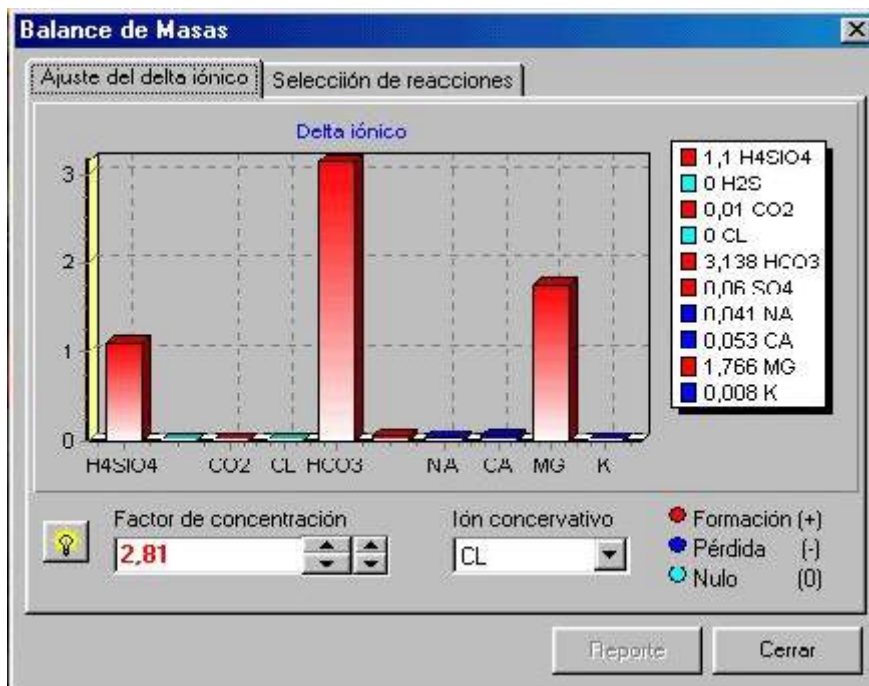 Balance de Masas
Ajuste del delta iónico
Selecciión de reacciones
Delta iónico
3
2
1
0
H4SIO4 CO2 CL HCO3 NA CA MG K
1,1 H4SIO4
0 H2S
0,01 CO2
0 CL
3,138 HCO3
0,06 SO4
0,041 NA
0,053 CA
1,766 MG
0,008 K
Factor de concentración
2,81
Ión concervativo
CL
Formación (+)
Pérdida (-)
Nulo (0)
Reporte
Cerrar